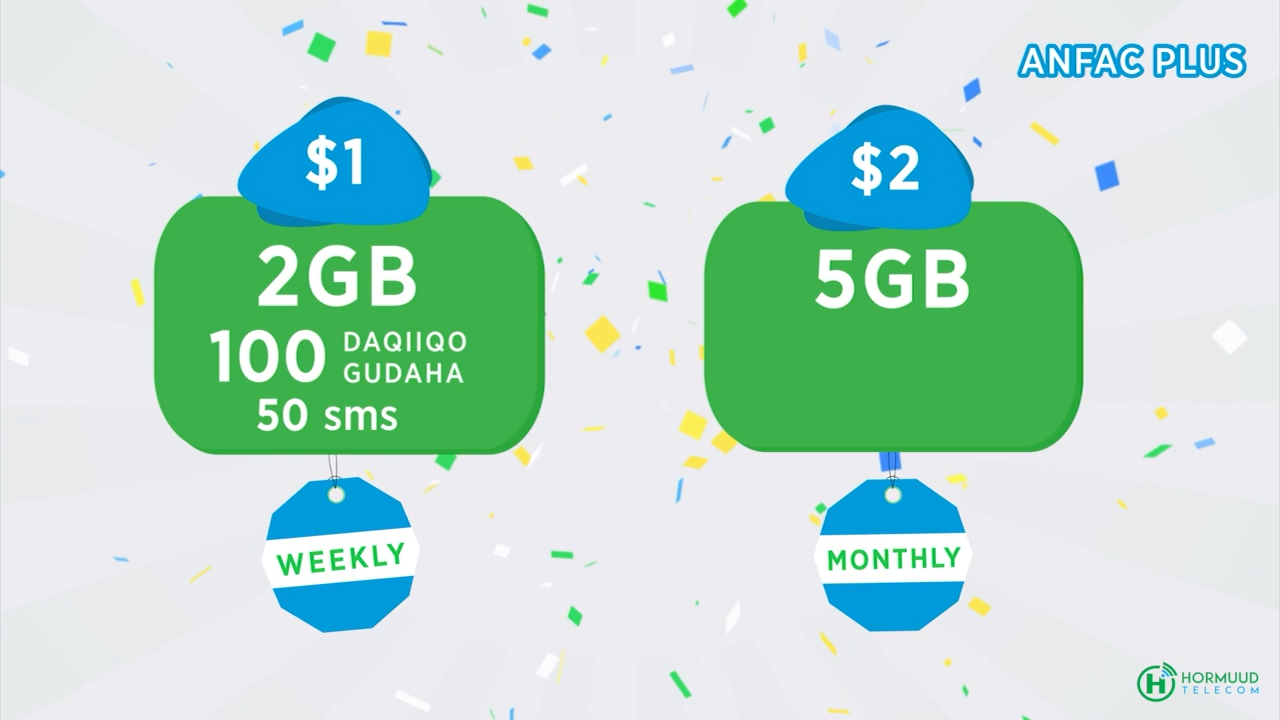 ANFAC PLUS
$1
2GB
100 DAQIIQO
GUDAHA
50 sms
WEEKLY
$2
5GB
MONTHLY
HORMUUD
TELECOM